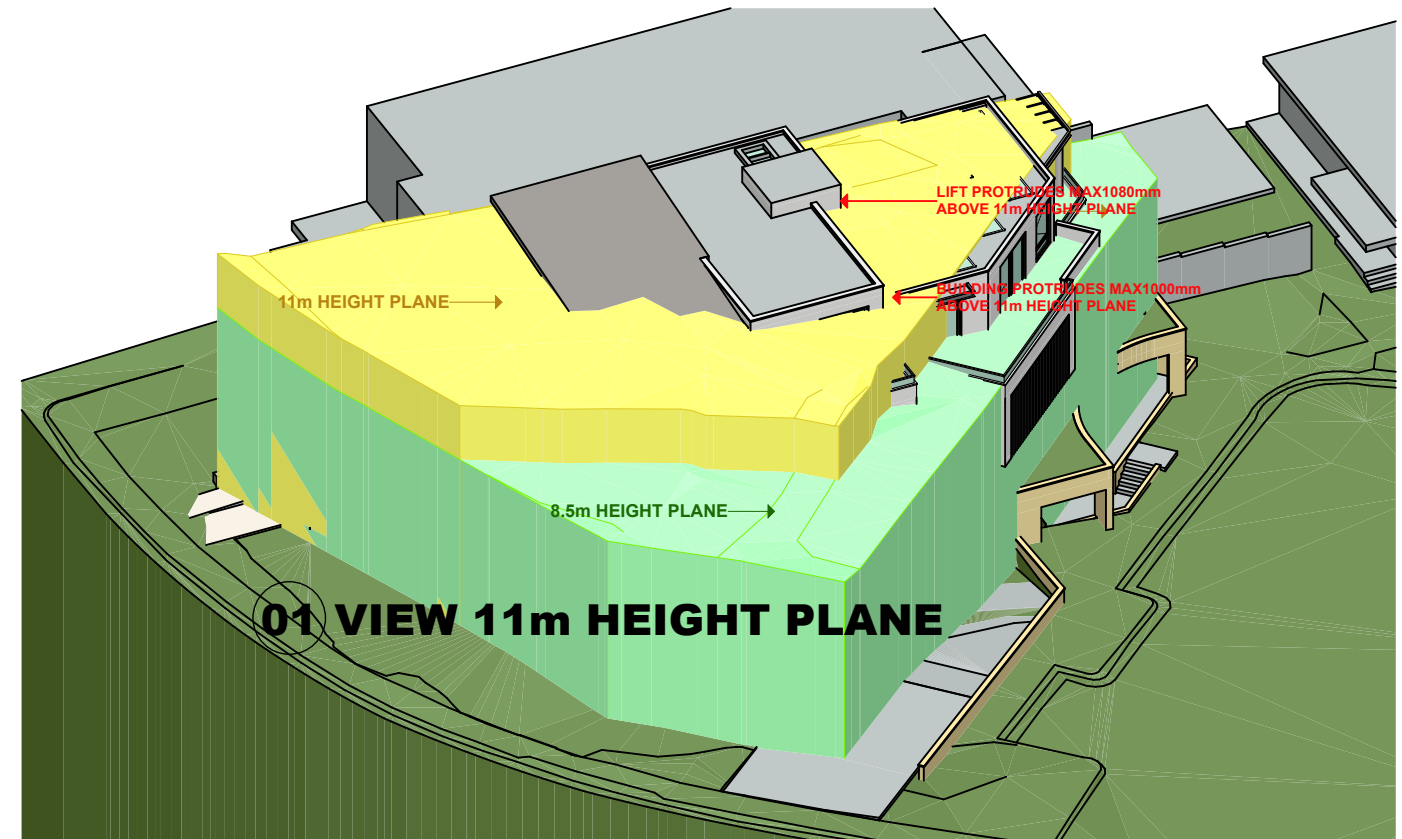 LIFT PROTRUDES MAX1080mm
ABOVE 11m HEIGHT PLANE
11m HEIGHT PLANE
BUILDING PROTRUDES MAX1000mm
ABOVE 11m HEIGHT PLANE
8.5m HEIGHT PLANE
01 VIEW 11m HEIGHT PLANE